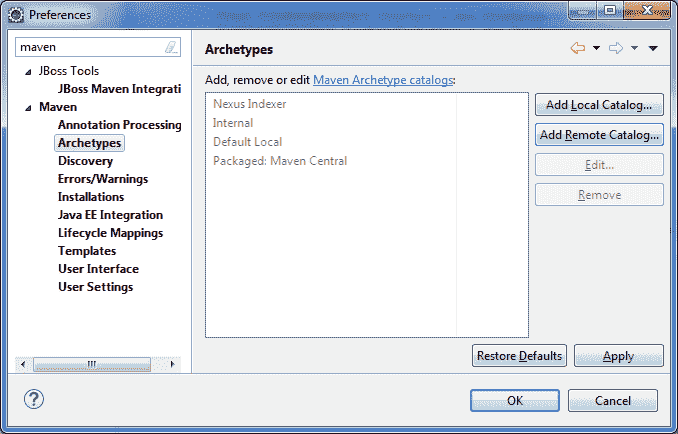 Preferences
maven
Archetypes
JBoss Tools
JBoss Maven Integrati
Maven
Annotation Processing
Archetypes
Discovery
Errors/Warnings
Installations
Java EE Integration
Lifecycle Mappings
Templates
User Interface
User Settings
Add, remove or edit Maven Archetype catalogs:
Nexus Indexer
Internal
Default Local
Packaged: Maven Central
Add Local Catalog...
Add Remote Catalog...
Edit...
Remove
Restore Defaults
Apply
?
OK
Cancel